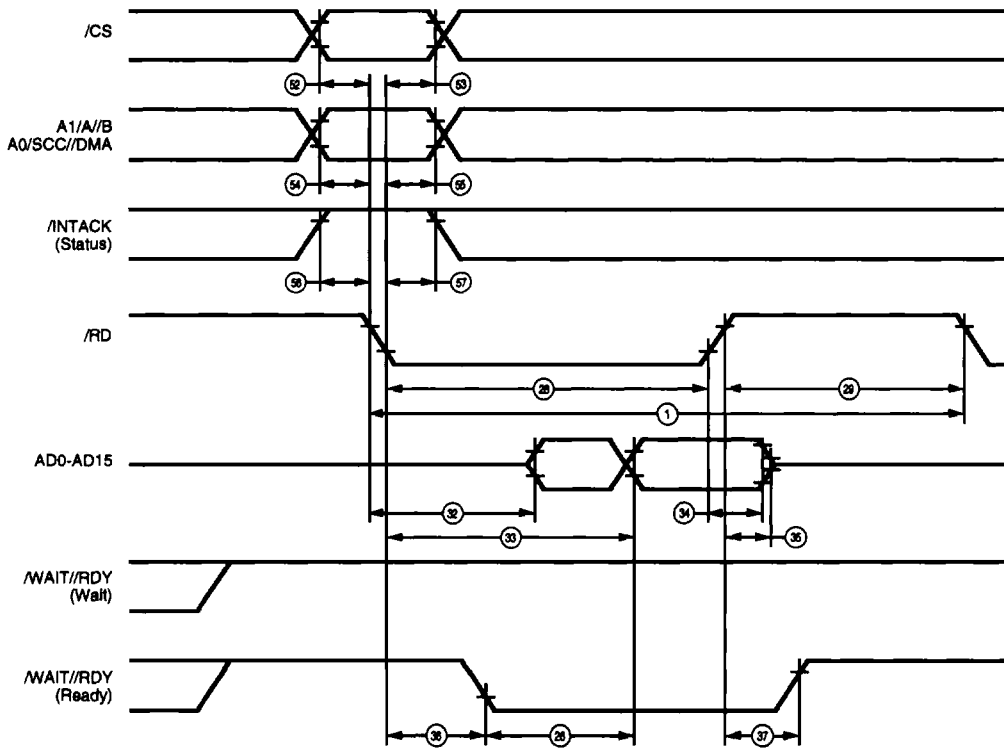 /CS
52
53
A1/A//B
A0/SCC//DMA
54
55
/INTACK
(Status)
56
57
/RD
28
29
1
AD0-AD15
32
34
33
35
/WAIT//RDY
(Wait)
/WAIT//RDY
(Ready)
36
26
37